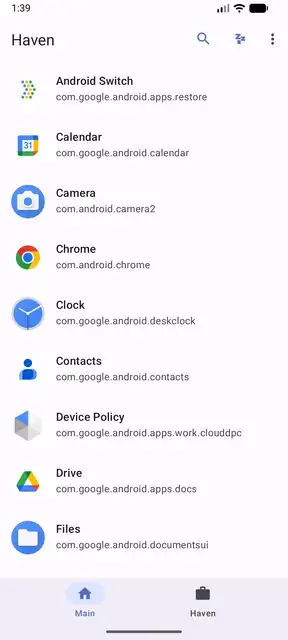 1:39
Haven
Android Switch
com.google.android.apps.restore
31
Calendar
com.google.android.calendar
Camera
com.android.camera2
Chrome
com.android.chrome
Clock
com.google.android.deskclock
Contacts
com.google.android.contacts
Device Policy
com.google.android.apps.work.clouddpc
Drive
com.google.android.apps.docs
Files
com.google.android.documentsui
Main
Haven